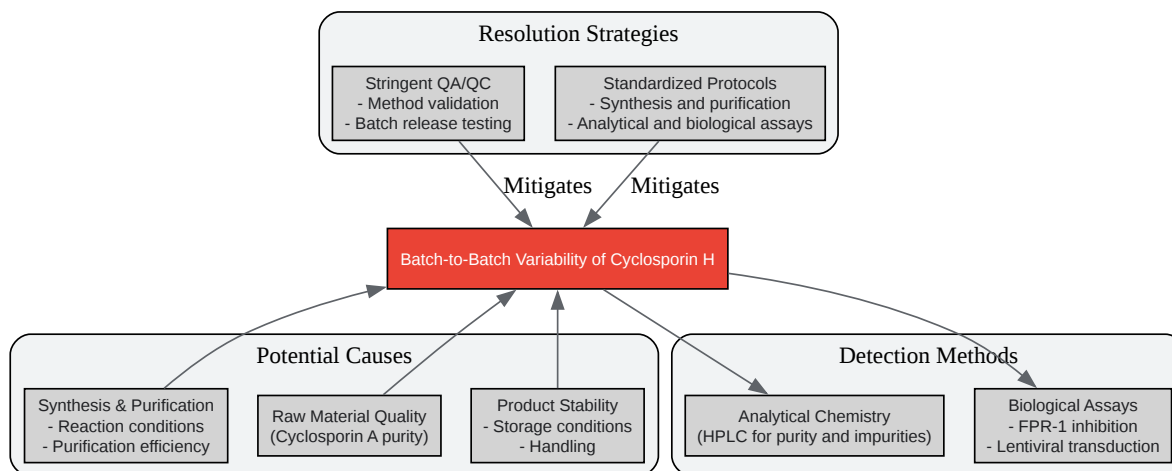 Resolution Strategies
Stringent QA/QC
- Method validation
- Batch release testing
Standardized Protocols
- Synthesis and purification
- Analytical and biological assays
Mitigates
Mitigates
Batch-to-Batch Variability of Cyclosporin H
Potential Causes
Synthesis & Purification
- Reaction conditions
- Purification efficiency
Raw Material Quality
(Cyclosporin A purity)
Product Stability
- Storage conditions
- Handling
Detection Methods
Analytical Chemistry
(HPLC for purity and impurities)
Biological Assays
- FPR-1 inhibition
- Lentiviral transduction